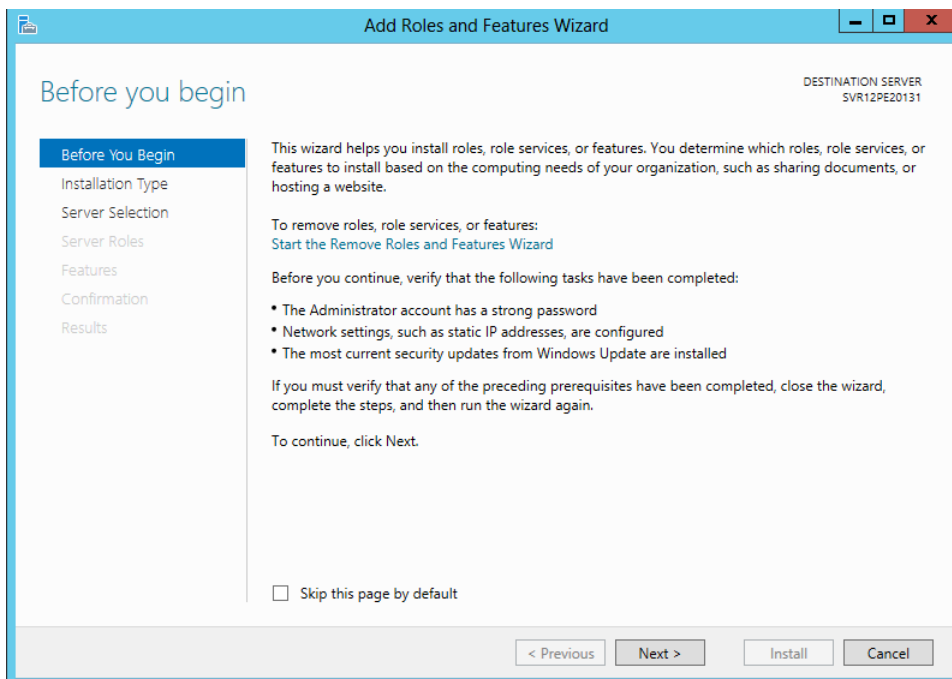 Add Roles and Features Wizard
Before you begin
DESTINATION SERVER
SVR12PE20131
Before You Begin
Installation Type
Server Selection
Server Roles
Features
Confirmation
Results
This wizard helps you install roles, role services, or features. You determine which roles, role services, or
features to install based on the computing needs of your organization, such as sharing documents, or
hosting a website.
To remove roles, role services, or features:
Start the Remove Roles and Features Wizard
Before you continue, verify that the following tasks have been completed:
• The Administrator account has a strong password
• Network settings, such as static IP addresses, are configured
• The most current security updates from Windows Update are installed
If you must verify that any of the preceding prerequisites have been completed, close the wizard,
complete the steps, and then run the wizard again.
To continue, click Next.
Skip this page by default
< Previous
Next >
Install
Cancel